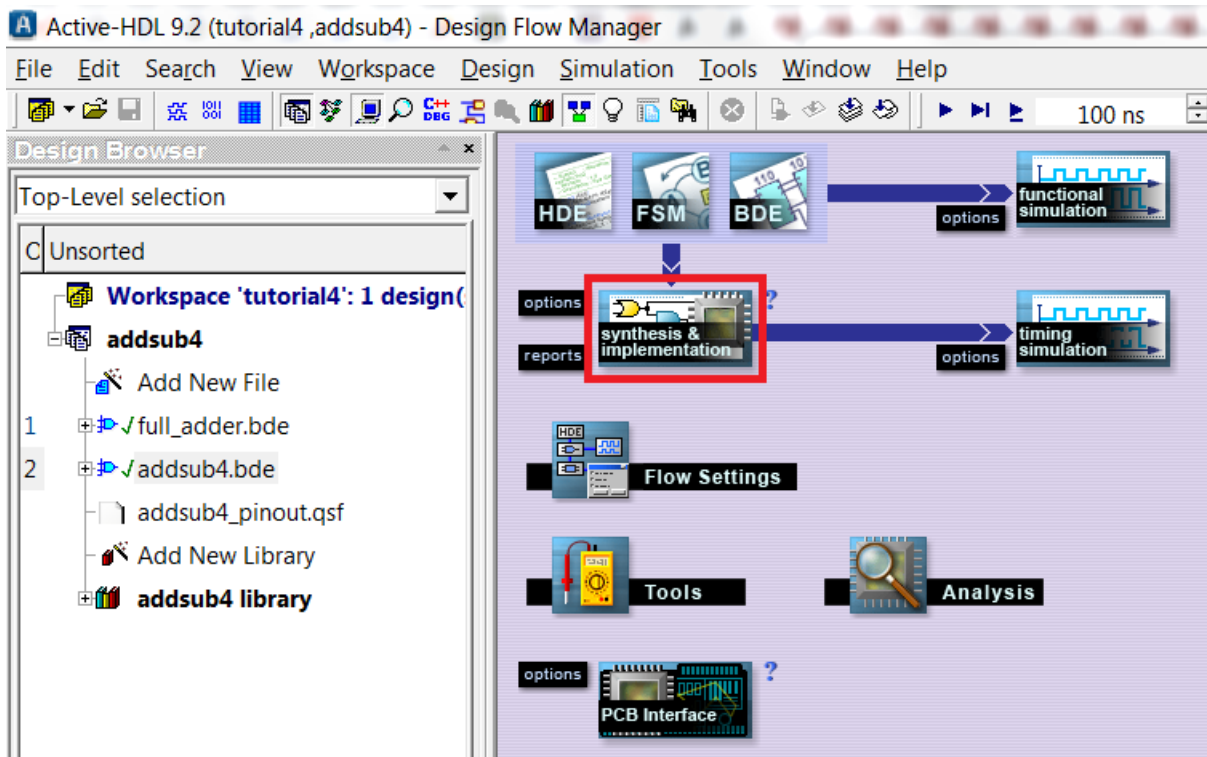 Active-HDL 9.2 (tutorial4 ,addsub4) - Design Flow Manager
File Edit Search View Workspace Design Simulation Tools Window Help
C++
DBG
100 ns
Design Browser
Top-Level selection
C Unsorted
Workspace 'tutorial4': 1 design(
addsub4
Add New File
1 full_adder.bde
2 addsub4.bde
addsub4_pinout.qsf
Add New Library
addsub4 library
HDE FSM BDE
options
functional
simulation
options
synthesis &
implementation
?
reports
options
timing
simulation
HDE
Flow Settings
Tools
Analysis
options
PCB Interface
?